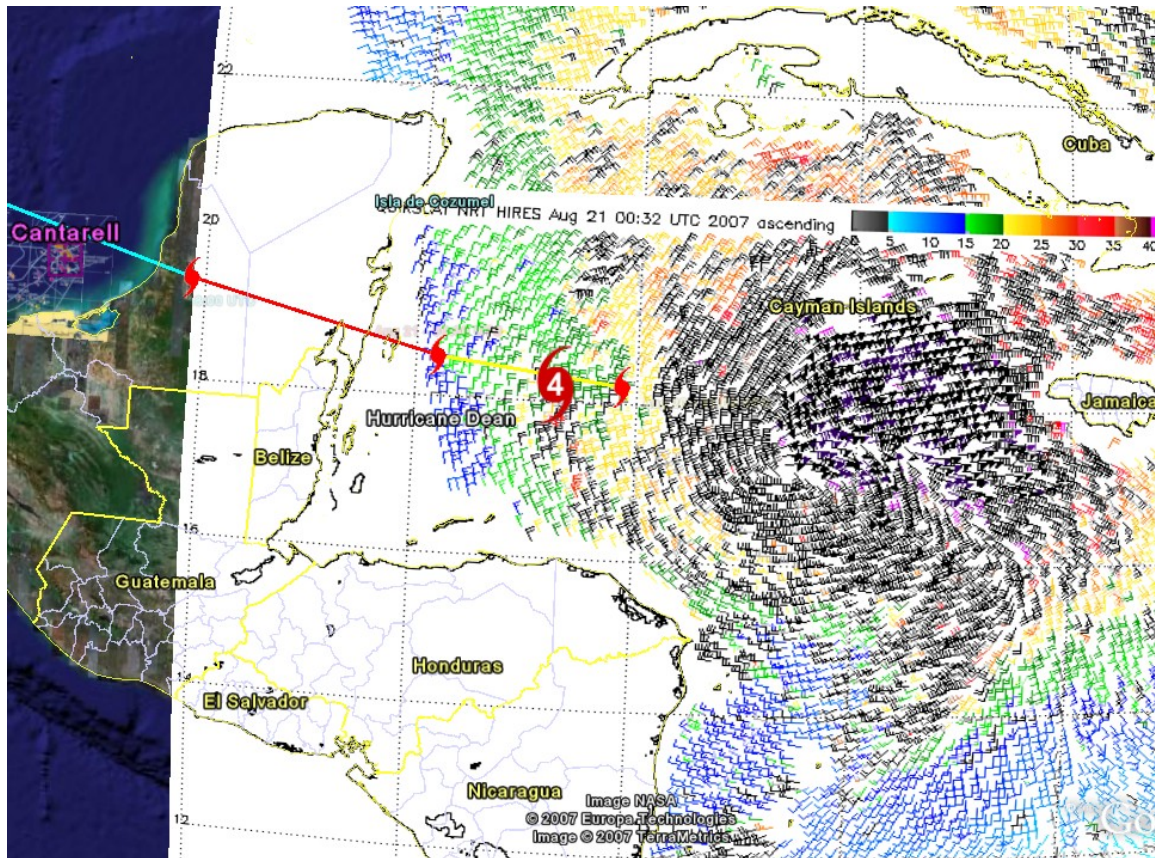 22
Cuba
Isla de Cozumel
20
QUIKSCAT NRT HIRES Aug 21 00:32 UTC 2007 ascending
0 5 10 15 20 25 30 35 40
Cantarell
Cayman Islands
18
4
Jamaica
Hurricane Dean
Belize
16
Guatemala
Honduras
14
El Salvador
Nicaragua
12
Image NASA
© 2007 Europa Technologies
Image © 2007 TerraMetrics